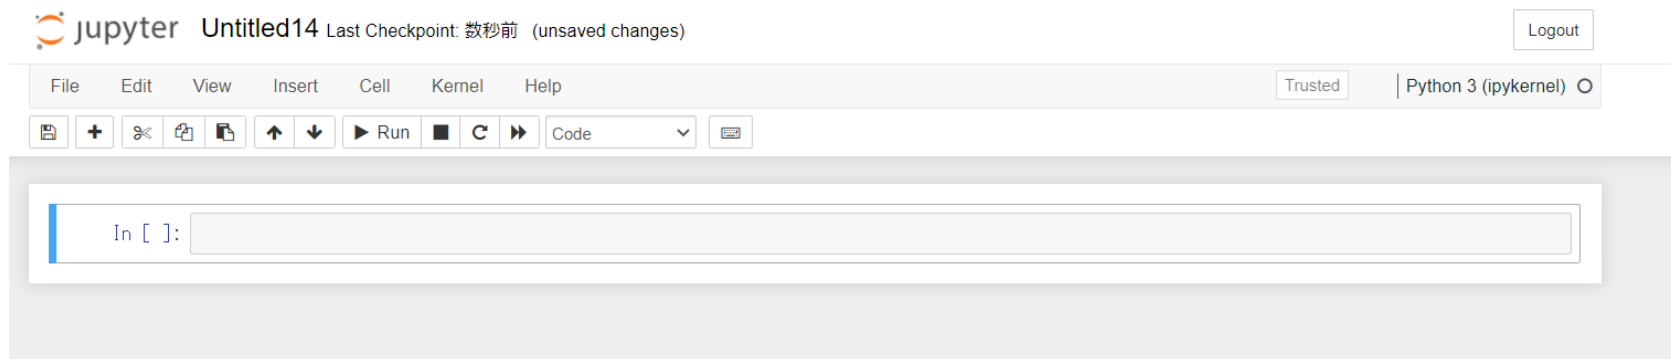 jupyter Untitled14 Last Checkpoint: 数秒前 (unsaved changes) Logout
File Edit View Insert Cell Kernel Help Trusted Python 3 (ipykernel)
Run Code
In [ ]: